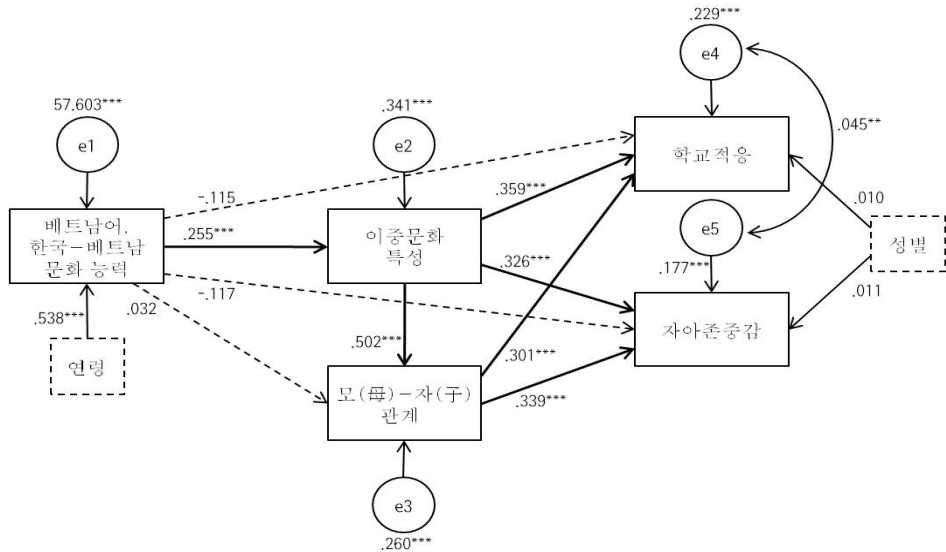 .229***
e4
57.603***
.341***
.045**
e1
e2
학교적응
-.115
.359***
.010
베트남어,
한국-베트남
문화 능력
.255***
이중문화
특성
e5
성별
.326***
.177***
-.117
.011
.538***
.032
자아존중감
연령
.502***
.301***
모(母)-자(子)
관계
.339***
e3
.260***